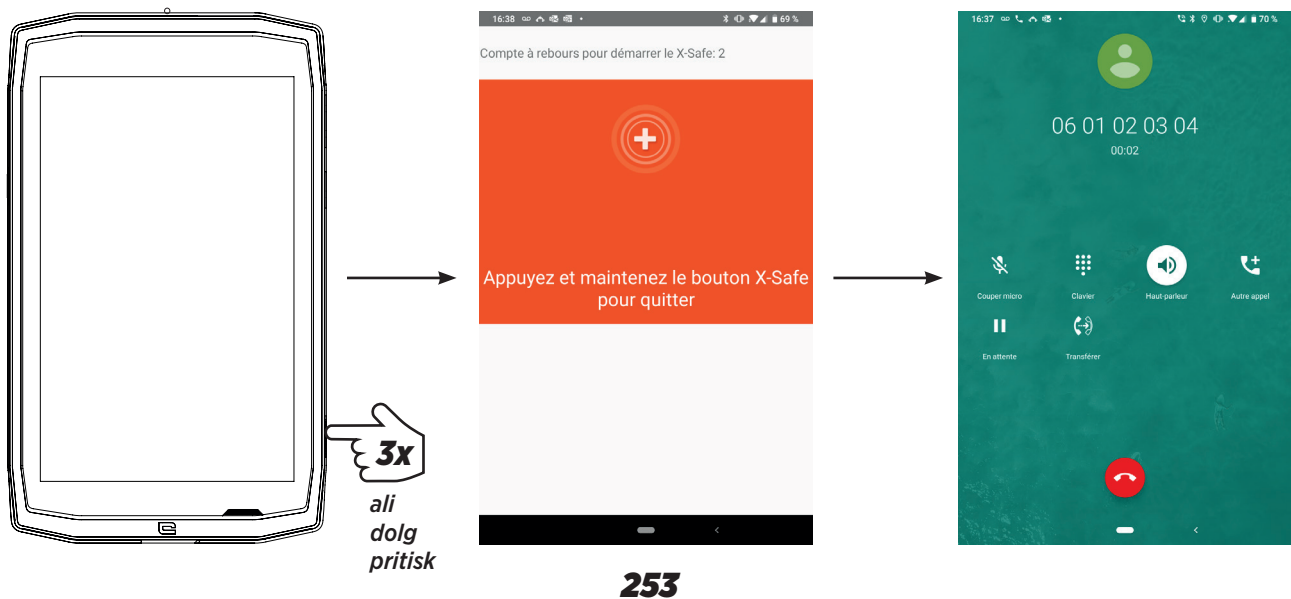 3x
ali
dolg
pritisk
16:38
69 %
Compte à rebours pour démarrer le X-Safe: 2
Appuyez et maintenez le bouton X-Safe
pour quitter
16:37
70 %
06 01 02 03 04
00:02
Couper micro
Clavier
Haut-parleur
Autre appel
En attente
Transférer
253